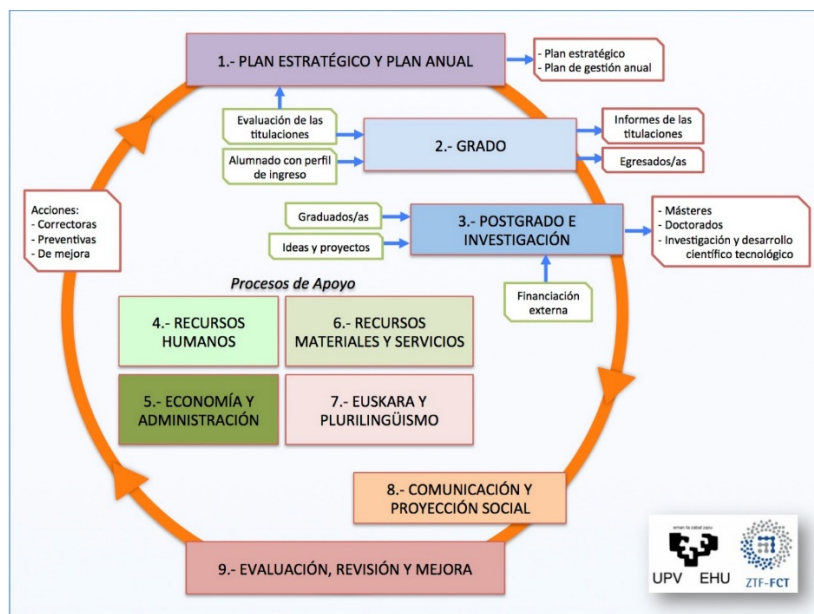 1.- PLAN ESTRATÉGICO Y PLAN ANUAL
- Plan estratégico
- Plan de gestión anual
Evaluación de las
titulaciones
Alumnado con perfil
de ingreso
2.- GRADO
Informes de las
titulaciones
Egresados/as
Acciones:
- Correctoras
- Preventivas
- De mejora
Graduados/as
Ideas y proyectos
3.- POSTGRADO E
INVESTIGACIÓN
- Másteres
- Doctorados
- Investigación y desarrollo
científico tecnológico
Financiación
externa
Procesos de Apoyo
4.- RECURSOS
HUMANOS
6.- RECURSOS
MATERIALES Y SERVICIOS
5.- ECONOMÍA Y
ADMINISTRACIÓN
7.- EUSKARA Y
PLURILINGÜISMO
8.- COMUNICACIÓN Y
PROYECCIÓN SOCIAL
9.- EVALUACIÓN, REVISIÓN Y MEJORA
eman ta zabal zazu
UPV EHU
ZTF-FCT